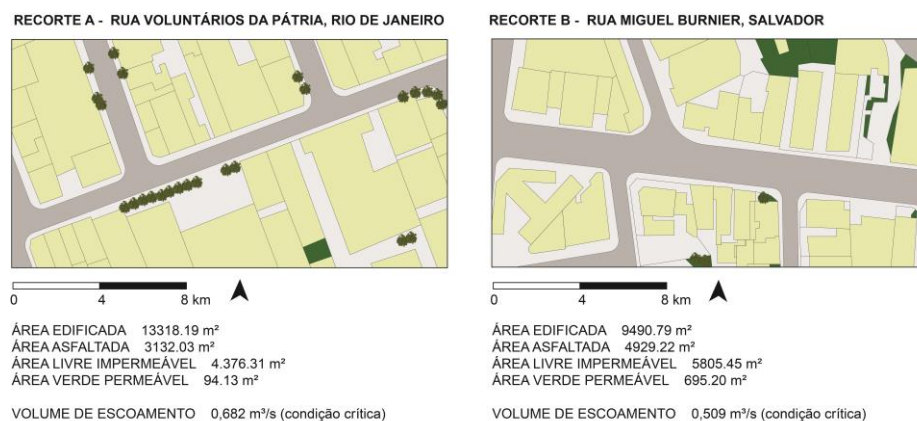 RECORTE A - RUA VOLUNTÁRIOS DA PÁTRIA, RIO DE JANEIRO
0 4 8 km
ÁREA EDIFICADA 13318.19 m²
ÁREA ASFALTADA 3132.03 m²
ÁREA LIVRE IMPERMEÁVEL 4.376.31 m²
ÁREA VERDE PERMEÁVEL 94.13 m²
VOLUME DE ESCOAMENTO 0,682 m³/s (condição crítica)
RECORTE B - RUA MIGUEL BURNIER, SALVADOR
0 4 8 km
ÁREA EDIFICADA 9490.79 m²
ÁREA ASFALTADA 4929.22 m²
ÁREA LIVRE IMPERMEÁVEL 5805.45 m²
ÁREA VERDE PERMEÁVEL 695.20 m²
VOLUME DE ESCOAMENTO 0,509 m³/s (condição crítica)